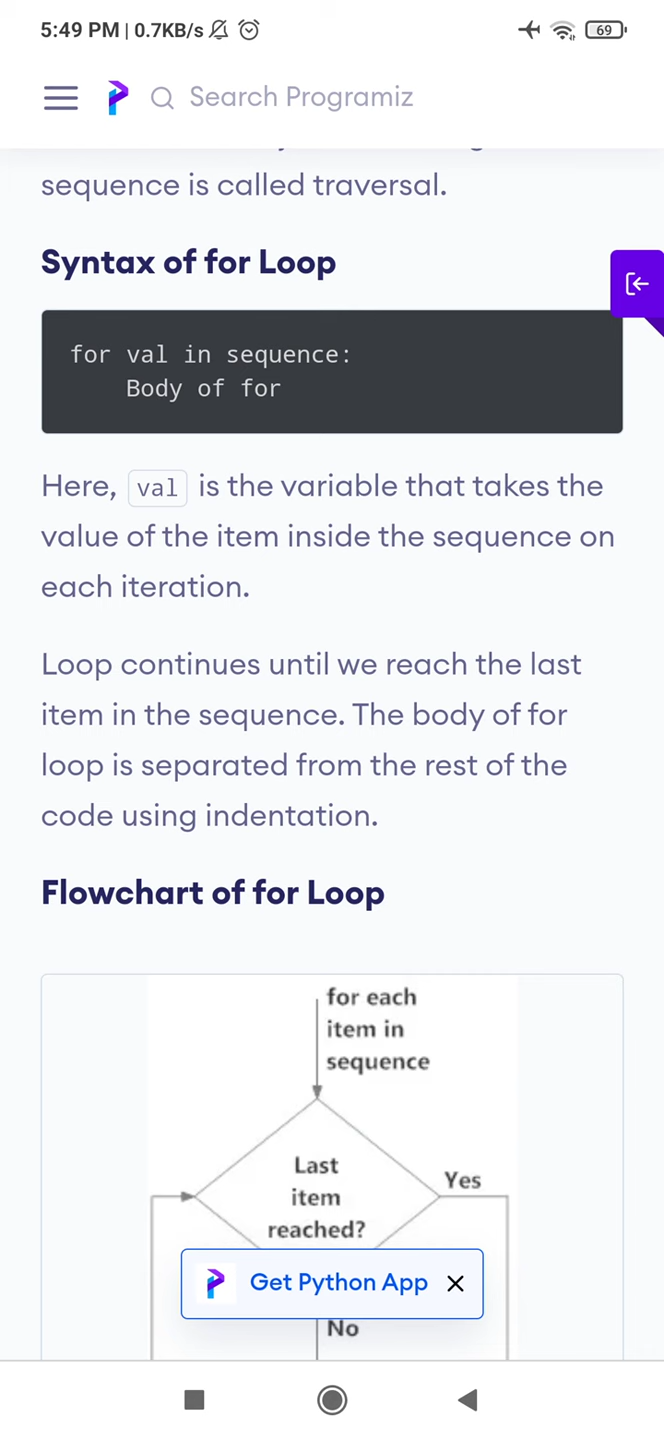 5:49 PM | 0.7KB/s
69
Search Programiz
sequence is called traversal.
Syntax of for Loop
for val in sequence:
    Body of for
Here, val is the variable that takes the
value of the item inside the sequence on
each iteration.
Loop continues until we reach the last
item in the sequence. The body of for
loop is separated from the rest of the
code using indentation.
Flowchart of for Loop
for each
item in
sequence
Last
item
reached?
Yes
Get Python App
No